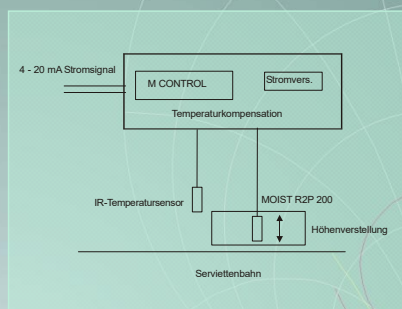 4 - 20 mA Stromsignal
M CONTROL
Stromvers.
Temperaturkompensation
IR-Temperatursensor
MOIST R2P 200
Höhenverstellung
Serviettenbahn